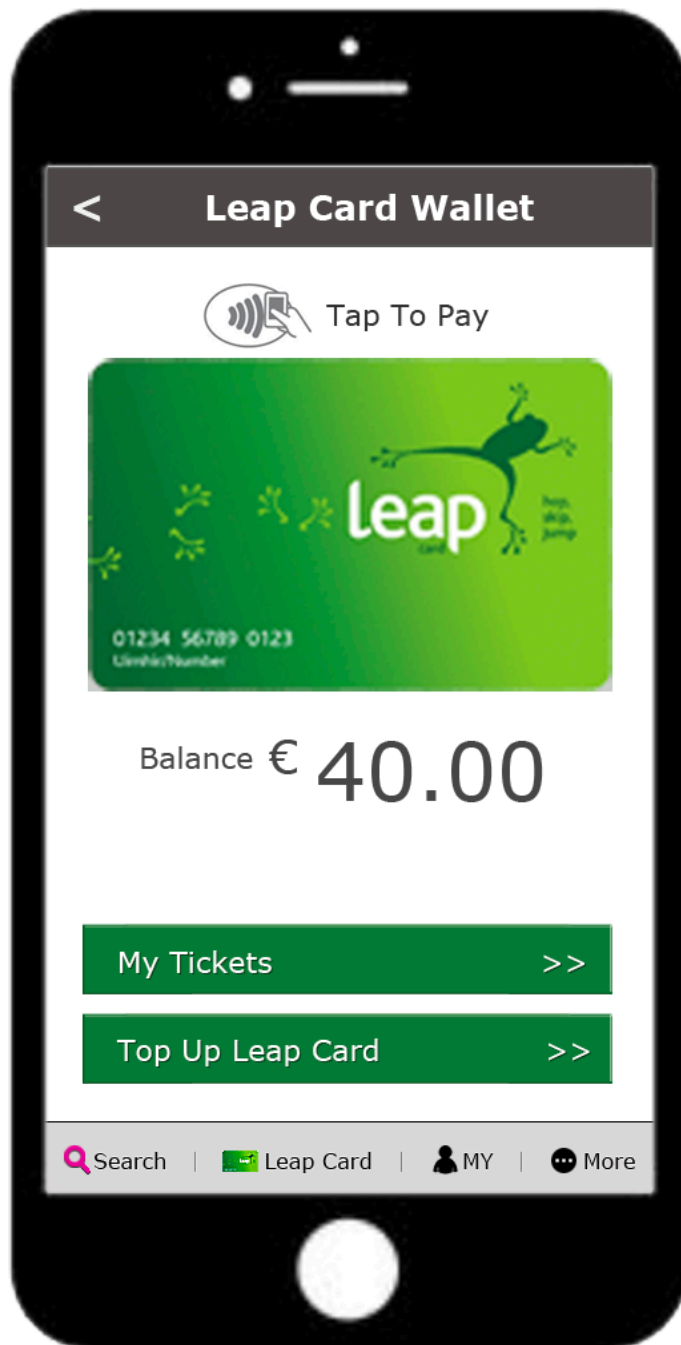 < Leap Card Wallet
Tap To Pay
leap
card
hop,
skip,
jump
01234 56789 0123
Uimhir/Number
Balance € 40.00
My Tickets >>
Top Up Leap Card >>
Search | Leap Card | MY | More